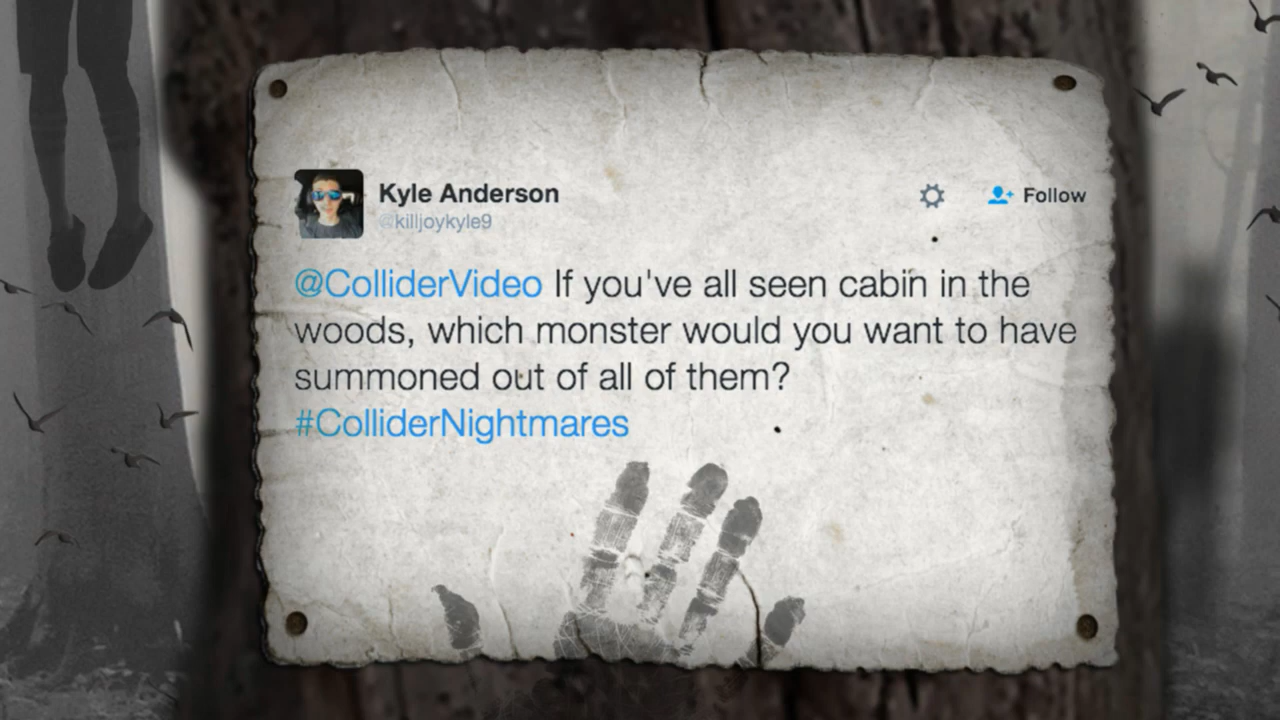 Kyle Anderson
@killjoykyle9
Follow
@ColliderVideo If you've all seen cabin in the
woods, which monster would you want to have
summoned out of all of them?
#ColliderNightmares